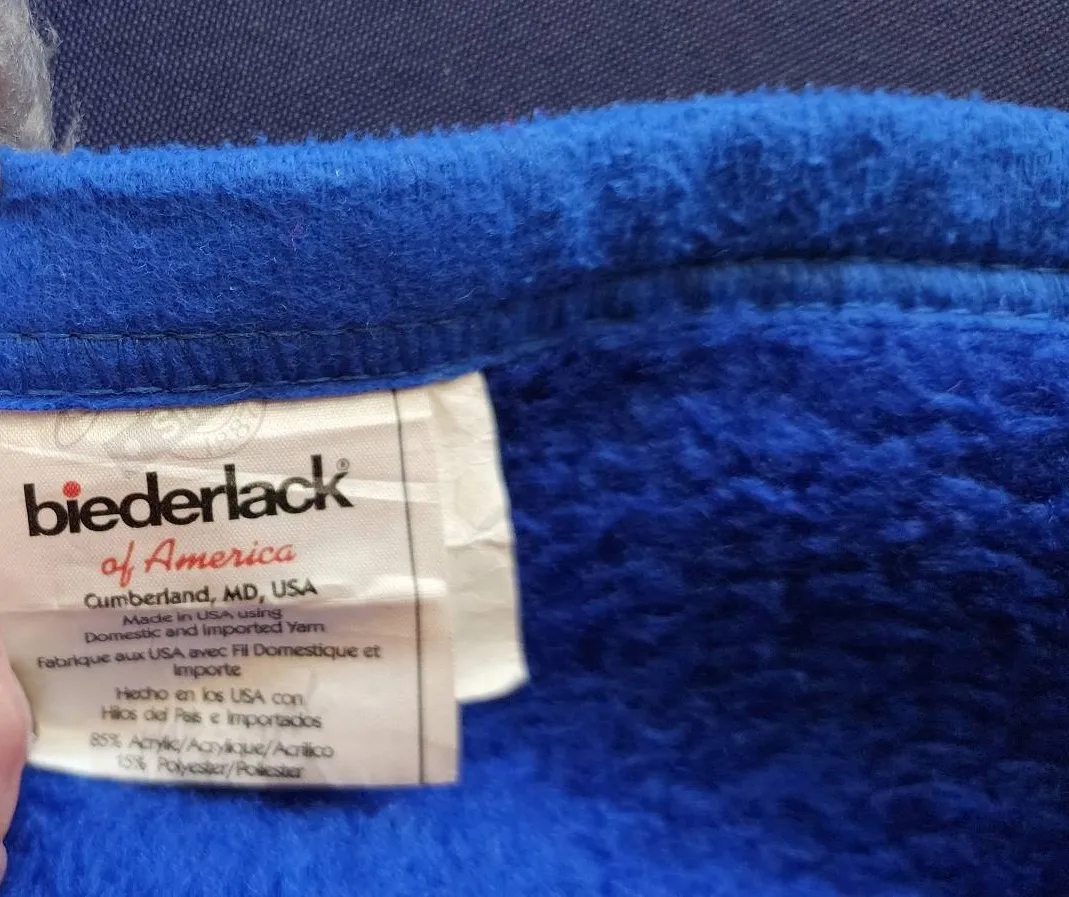 biederlack®
of America
Cumberland, MD, USA
Made in USA using
Domestic and Imported Yarn
Fabrique aux USA avec Fil Domestique et
Importe
Hecho en los USA con
Hilos del Pais e Importados
85% Acrylic/Acrylique/Acrilico
15% Polyester/Poliester